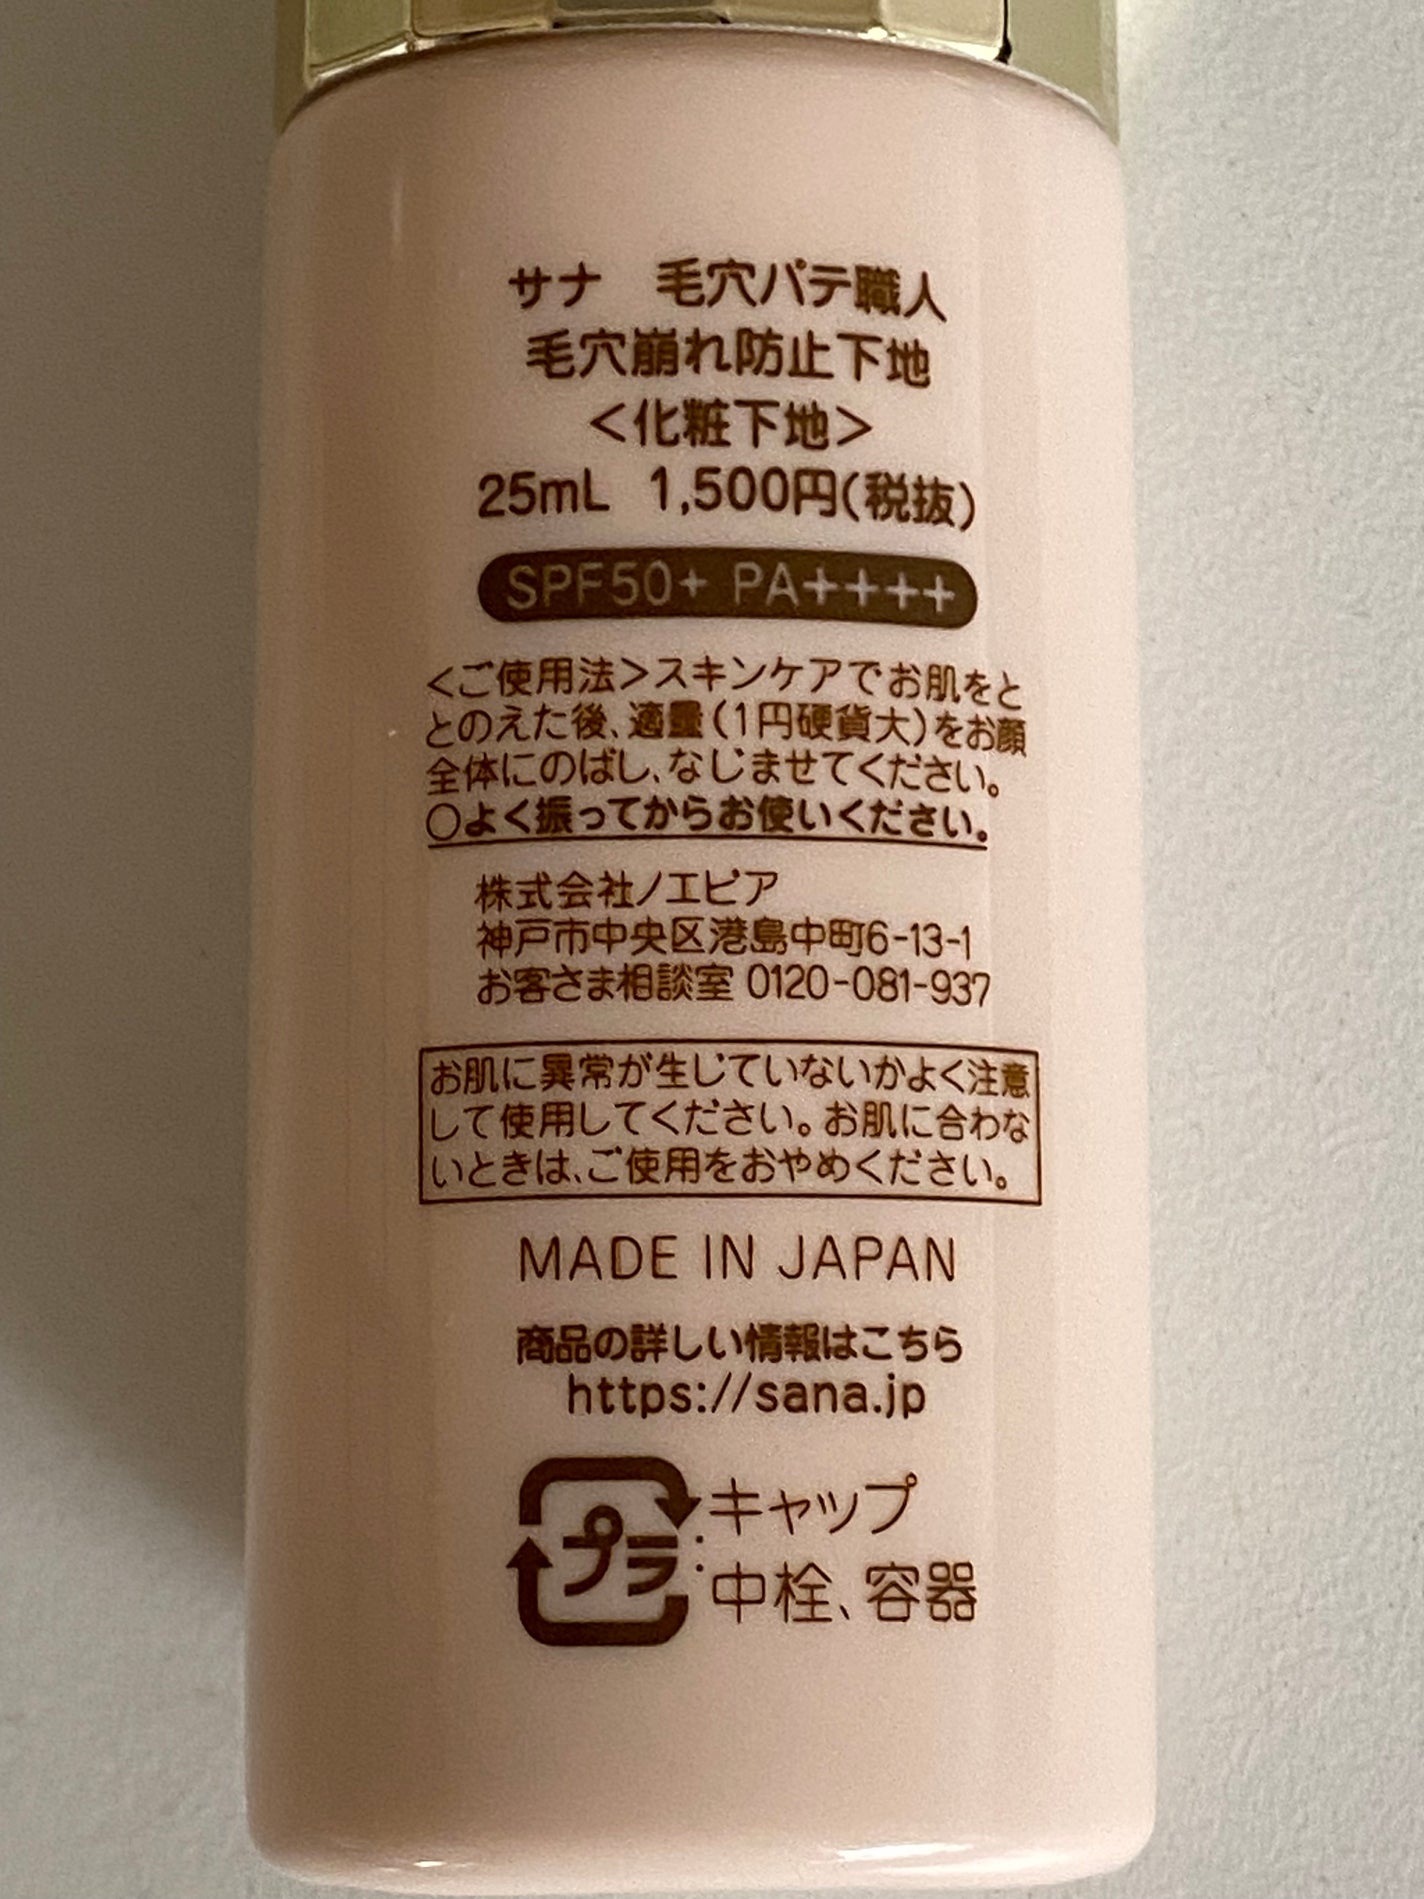 サナ 毛穴パテ職人
毛穴崩れ防止下地
<化粧下地>
25mL 1,500円(税抜)
SPF50+ PA++++
<ご使用法>スキンケアでお肌をと
とのえた後、適量(1円硬貨大)をお顔
全体にのばし、なじませてください。
○よく振ってからお使いください。
株式会社ノエビア
神戸市中央区港島中町6-13-1
お客さま相談室 0120-081-937
お肌に異常が生じていないかよく注意
して使用してください。お肌に合わな
いときは、ご使用をおやめください。
MADE IN JAPAN
商品の詳しい情報はこちら
https://sana.jp
プラ:キャップ
中栓、容器